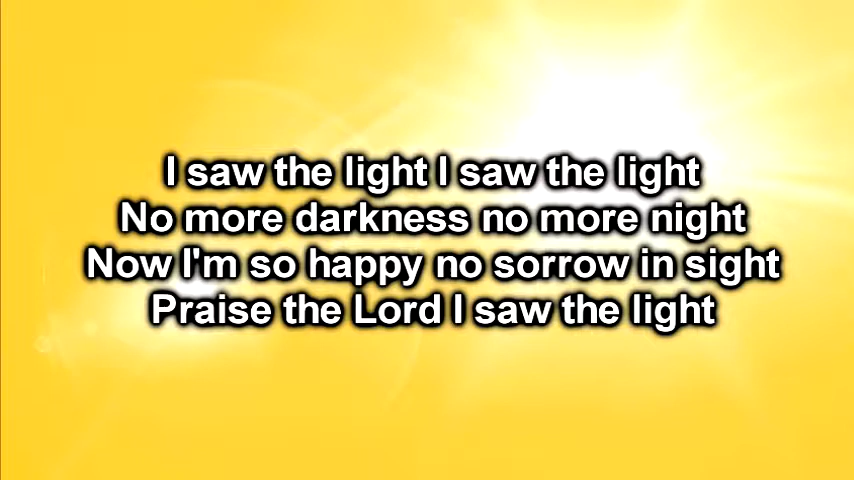 I saw the light I saw the light
No more darkness no more night
Now I'm so happy no sorrow in sight
Praise the Lord I saw the light